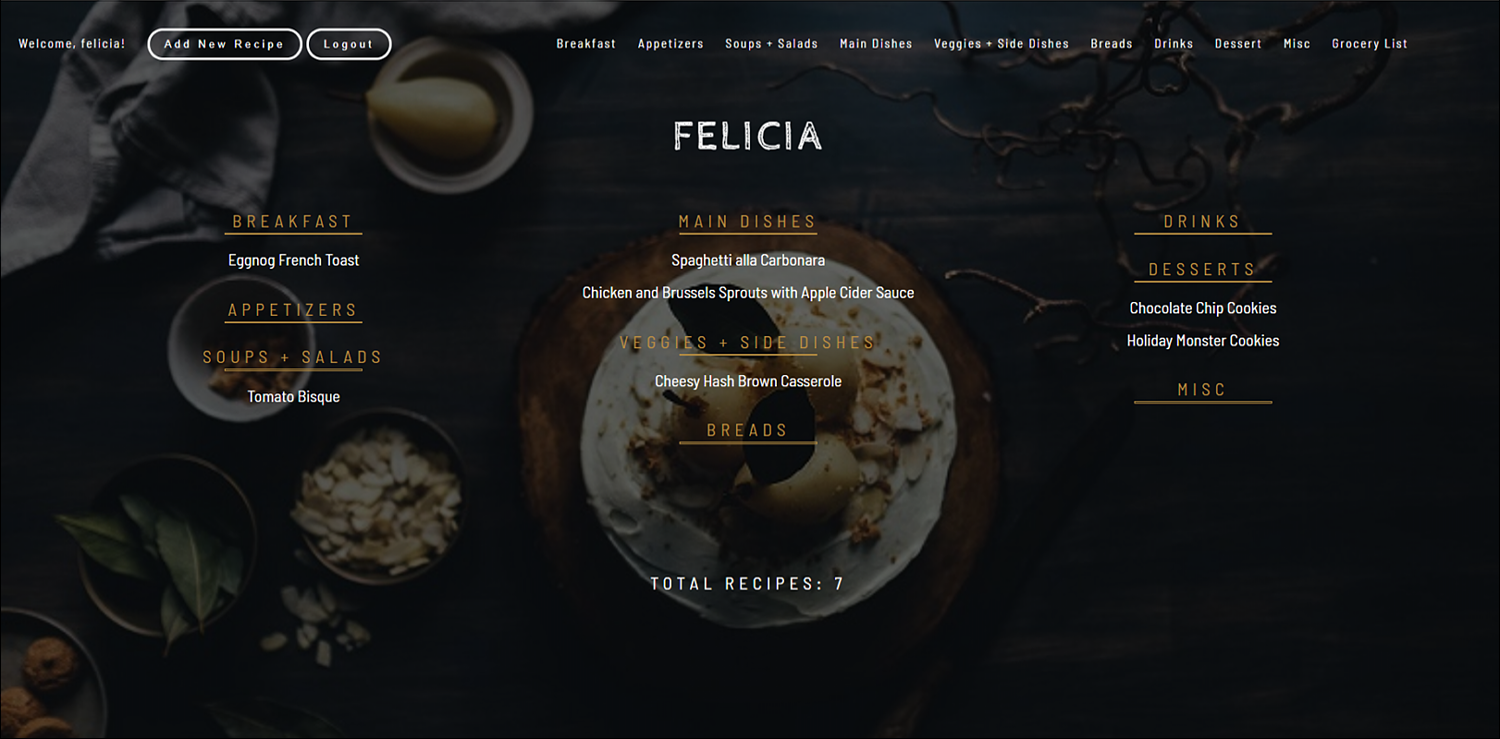 Welcome, felicia!
Add New Recipe
Logout
Breakfast
Appetizers
Soups + Salads
Main Dishes
Veggies + Side Dishes
Breads
Drinks
Dessert
Misc
Grocery List
FELICIA
BREAKFAST
Eggnog French Toast
APPETIZERS
SOUPS + SALADS
Tomato Bisque
MAIN DISHES
Spaghetti alla Carbonara
Chicken and Brussels Sprouts with Apple Cider Sauce
VEGGIES + SIDE DISHES
Cheesy Hash Brown Casserole
BREADS
DRINKS
DESSERTS
Chocolate Chip Cookies
Holiday Monster Cookies
MISC
TOTAL RECIPES: 7